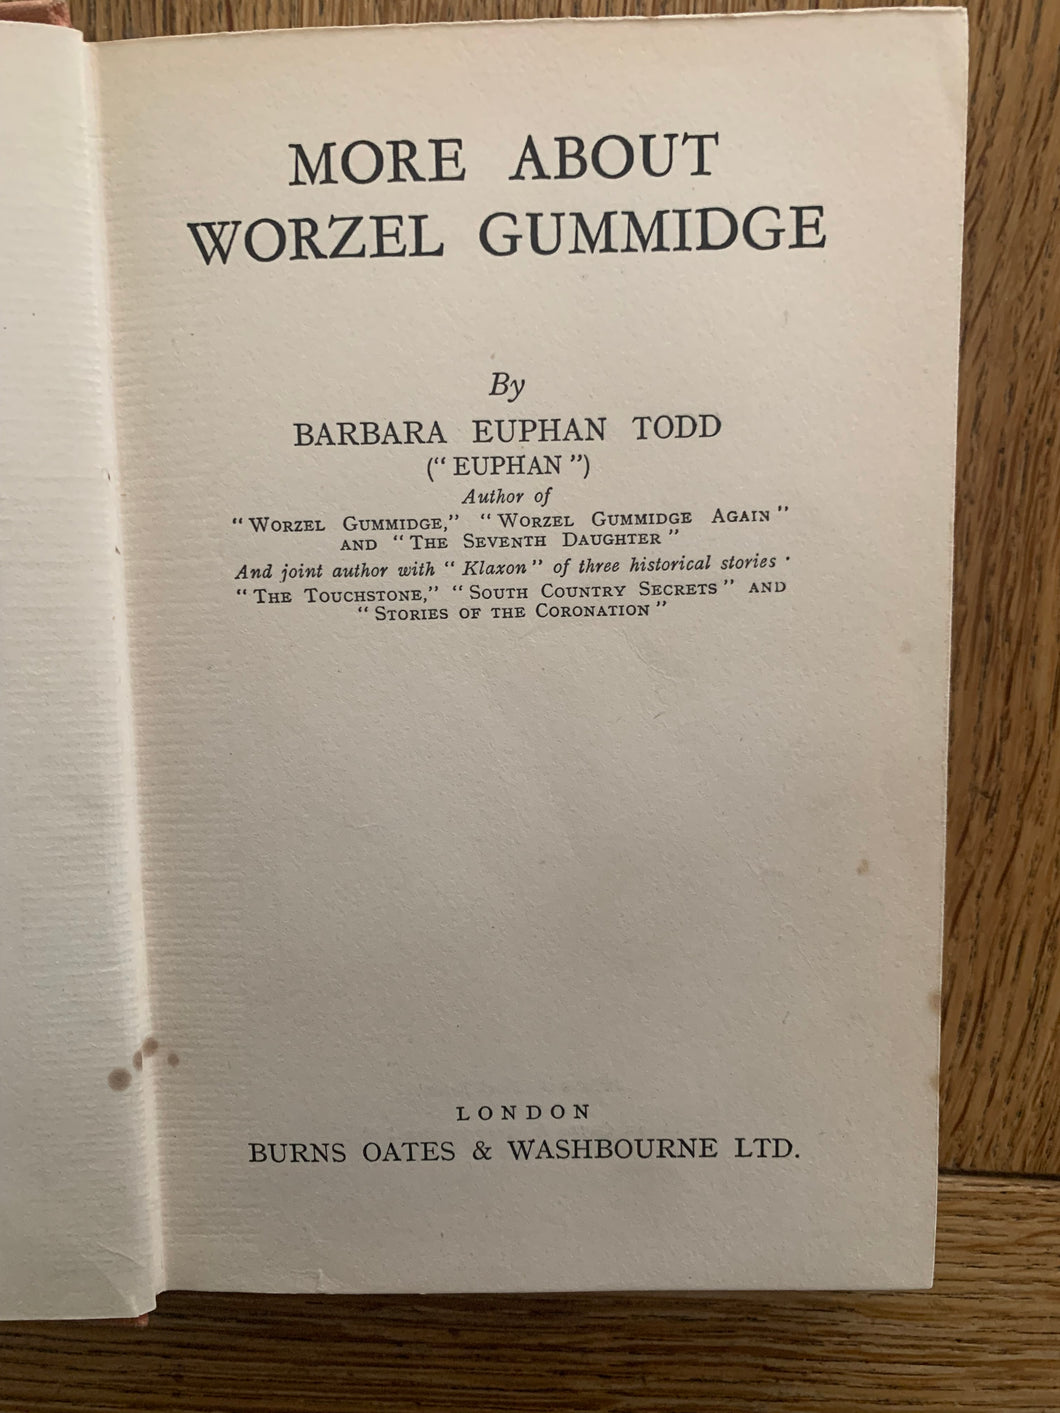 MORE ABOUT
WORZEL GUMMIDGE
By
BARBARA EUPHAN TODD
(“ EUPHAN ”)
Author of
“ WORZEL GUMMIDGE,” “ WORZEL GUMMIDGE AGAIN ”
AND “ THE SEVENTH DAUGHTER ”
And joint author with “ Klaxon ” of three historical stories ·
“ THE TOUCHSTONE,” “ SOUTH COUNTRY SECRETS ” AND
“ STORIES OF THE CORONATION ”
LONDON
BURNS OATES & WASHBOURNE LTD.